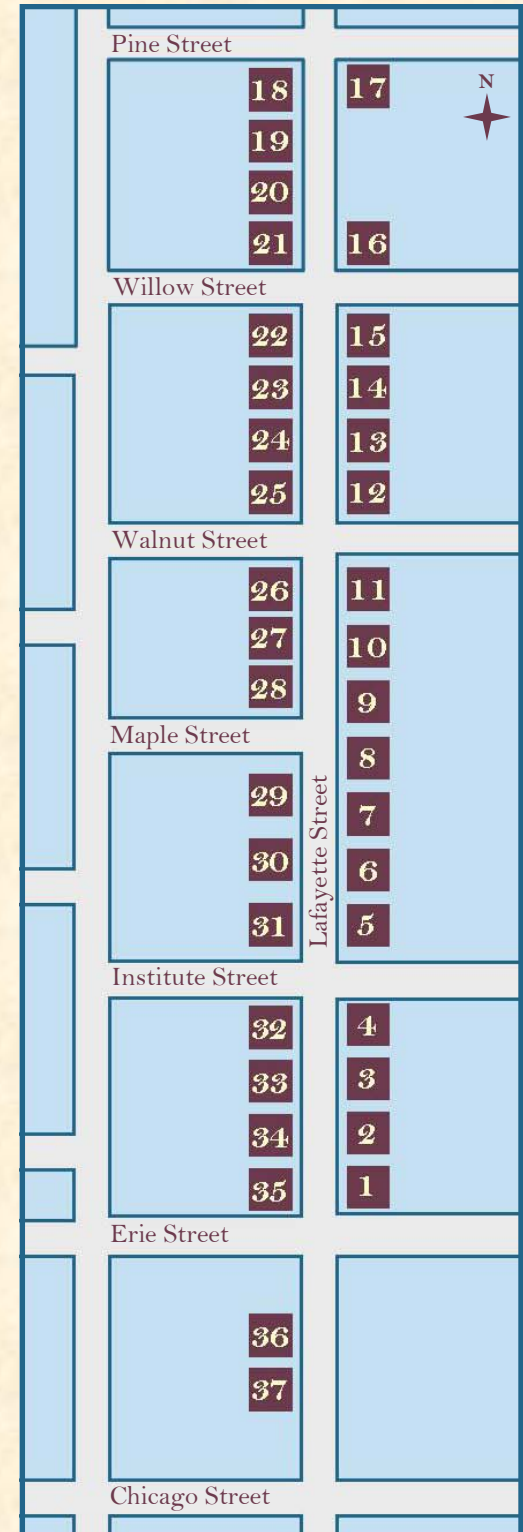 Pine Street
N
18 17
19
20
21 16
Willow Street
22 15
23 14
24 13
25 12
Walnut Street
26 11
27 10
28 9
Maple Street
8
29 7
30 6
31 5
Lafayette Street
Institute Street
32 4
33 3
34 2
35 1
Erie Street
36
37
Chicago Street